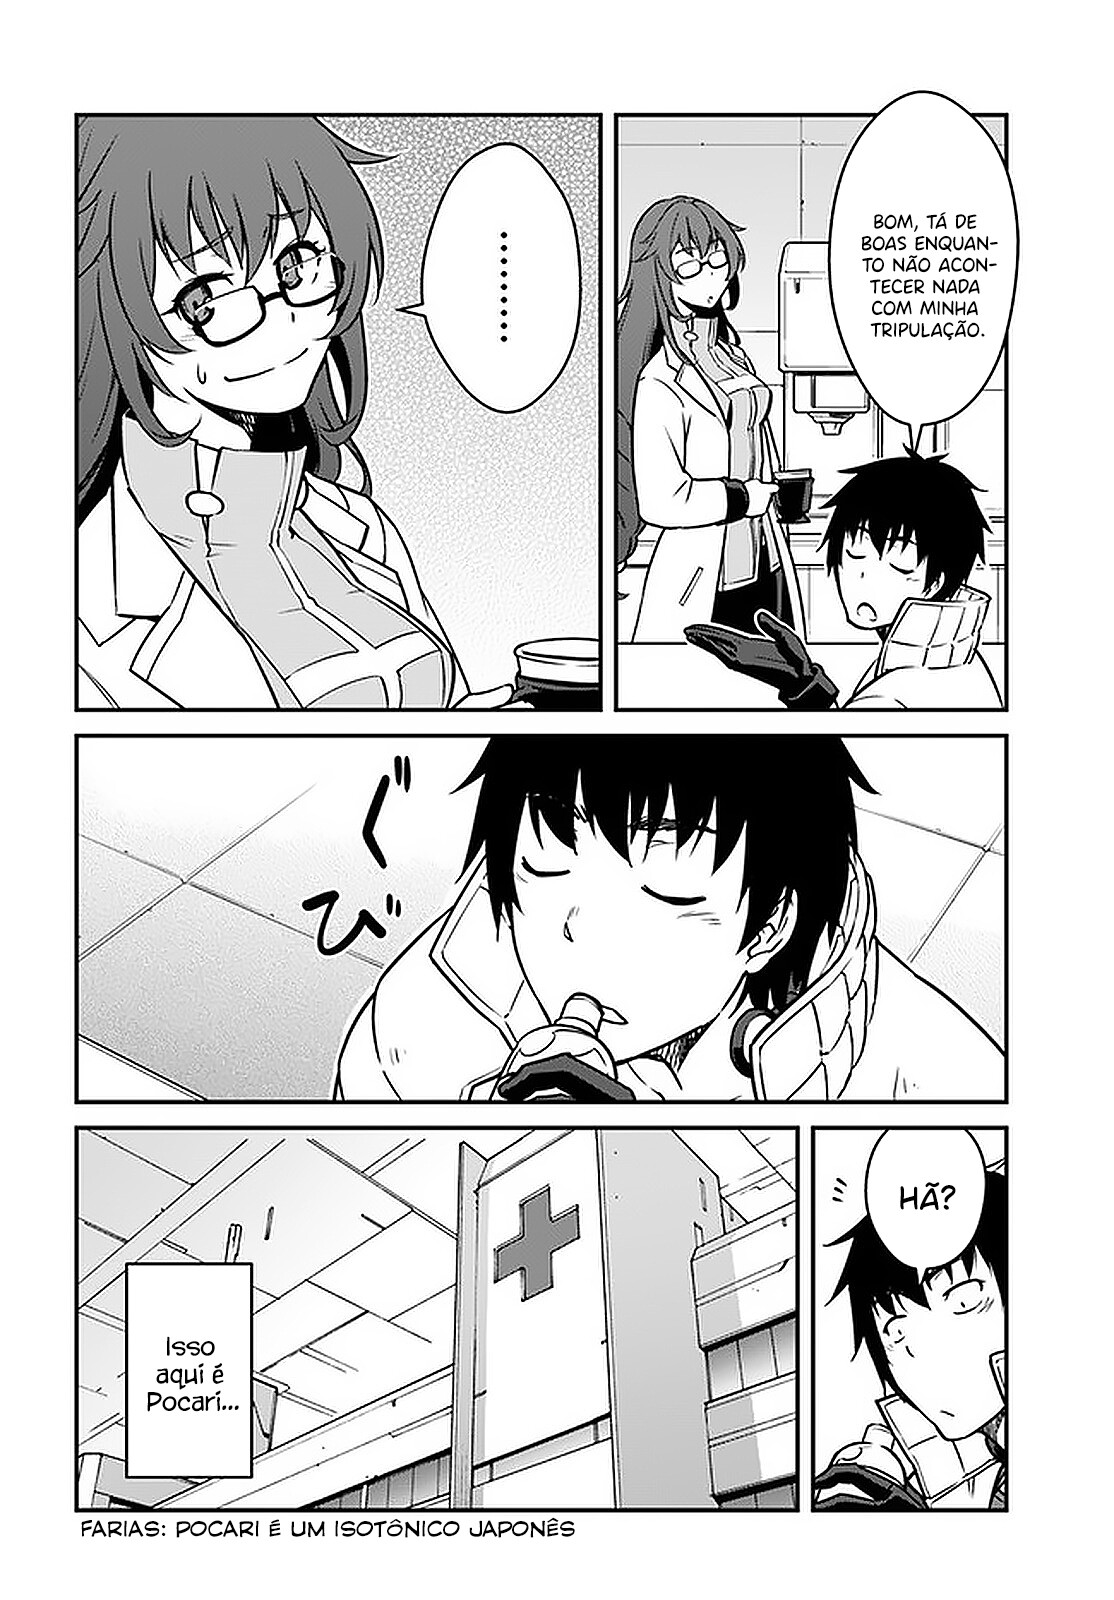 BOM, TÁ DE
BOAS ENQUAN-
TO NÃO ACON-
TECER NADA
COM MINHA
TRIPULAÇÃO.
.........
ぐび
HÃ?
Isso
aqui é
Pocari...
FARIAS: POCARI É UM ISOTÔNICO JAPONÊS